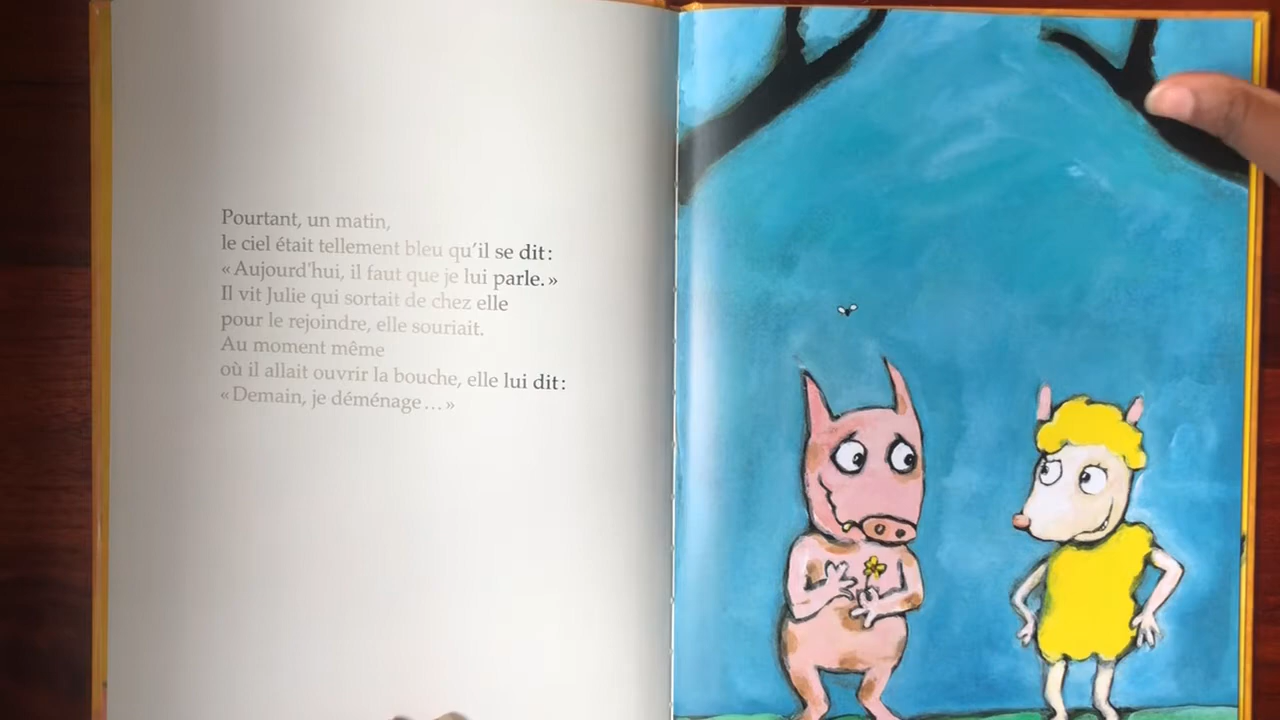 Pourtant, un matin,
le ciel était tellement bleu qu'il se dit :
« Aujourd'hui, il faut que je lui parle. »
Il vit Julie qui sortait de chez elle
pour le rejoindre, elle souriait.
Au moment même
où il allait ouvrir la bouche, elle lui dit :
« Demain, je déménage... »